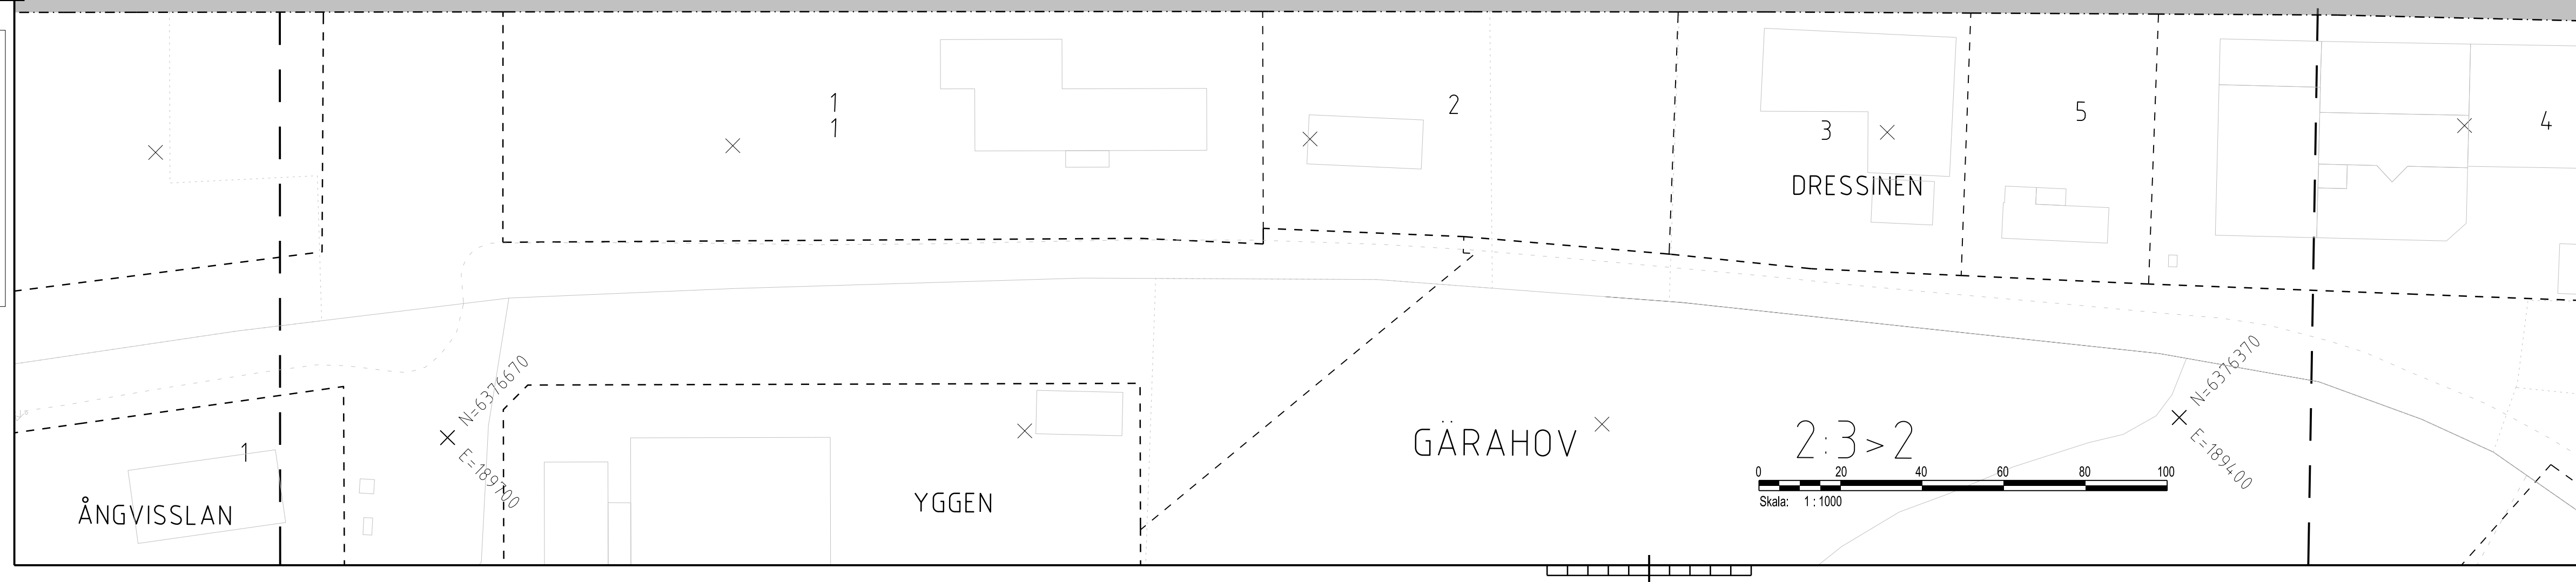 1
1
2
3
5
4
DRESSINEN
N=6376670
E=189700
N=6376370
E=189400
1
ÅNGVISSLAN
YGGEN
GÄRAHOV
2:3>2
0 20 40 60 80 100
Skala: 1 : 1000